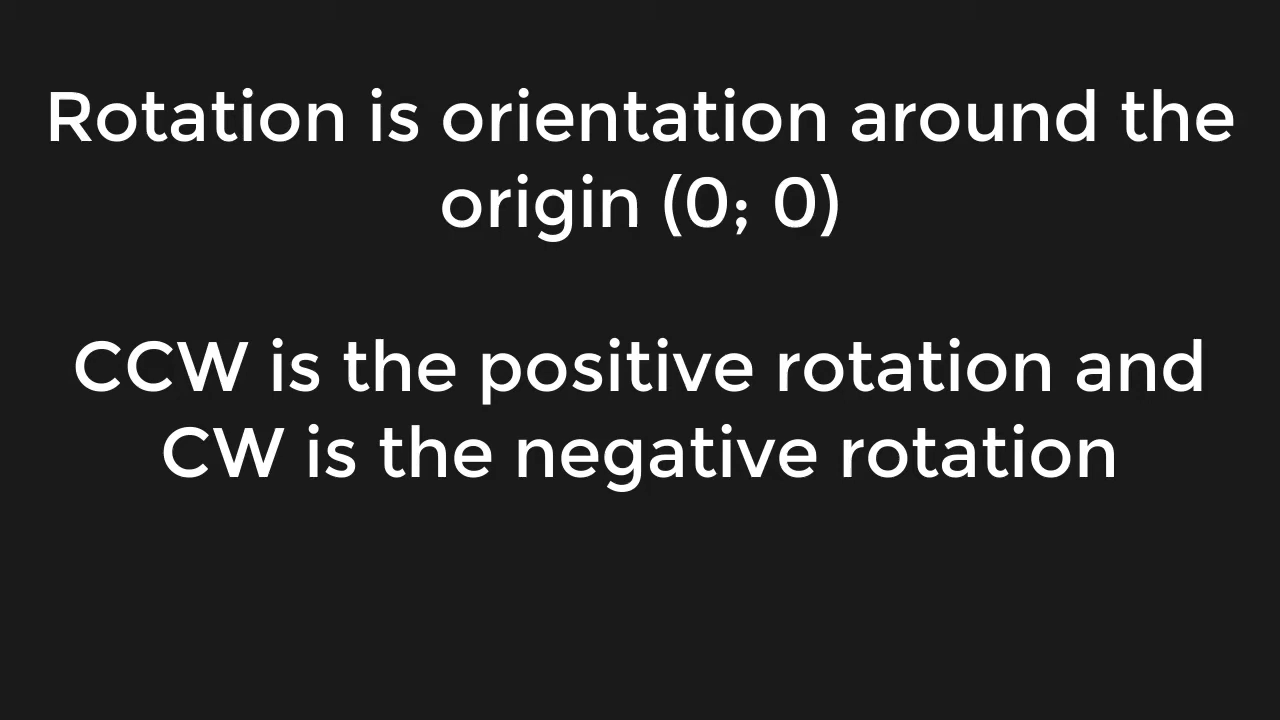 Rotation is orientation around the
origin (0; 0)
CCW is the positive rotation and
CW is the negative rotation